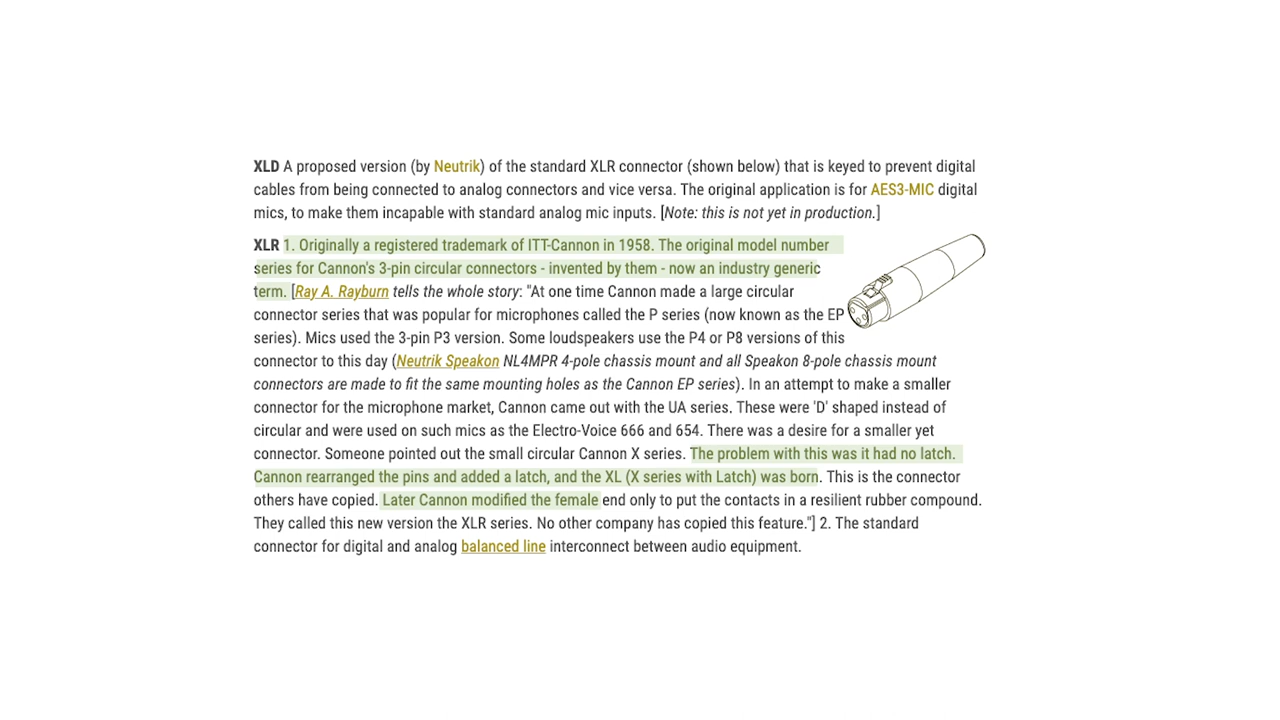 XLD A proposed version (by Neutrik) of the standard XLR connector (shown below) that is keyed to prevent digital
cables from being connected to analog connectors and vice versa. The original application is for AES3-MIC digital
mics, to make them incapable with standard analog mic inputs. [Note: this is not yet in production.]
XLR 1. Originally a registered trademark of ITT-Cannon in 1958. The original model number
series for Cannon's 3-pin circular connectors - invented by them - now an industry generic
term. [Ray A. Rayburn tells the whole story: "At one time Cannon made a large circular
connector series that was popular for microphones called the P series (now known as the EP
series). Mics used the 3-pin P3 version. Some loudspeakers use the P4 or P8 versions of this
connector to this day (Neutrik Speakon NL4MPR 4-pole chassis mount and all Speakon 8-pole chassis mount
connectors are made to fit the same mounting holes as the Cannon EP series). In an attempt to make a smaller
connector for the microphone market, Cannon came out with the UA series. These were 'D' shaped instead of
circular and were used on such mics as the Electro-Voice 666 and 654. There was a desire for a smaller yet
connector. Someone pointed out the small circular Cannon X series. The problem with this was it had no latch.
Cannon rearranged the pins and added a latch, and the XL (X series with Latch) was born. This is the connector
others have copied. Later Cannon modified the female end only to put the contacts in a resilient rubber compound.
They called this new version the XLR series. No other company has copied this feature."] 2. The standard
connector for digital and analog balanced line interconnect between audio equipment.